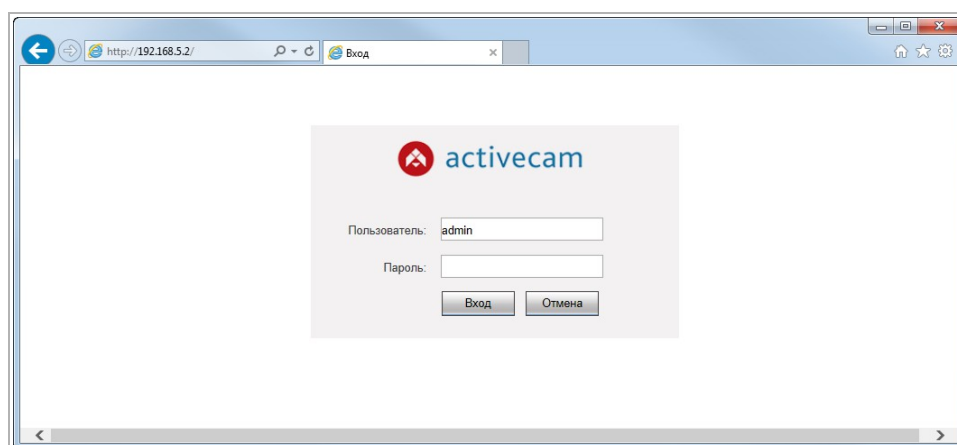 http://192.168.5.2/
Вход
activecam
Пользователь: admin
Пароль:
Вход Отмена